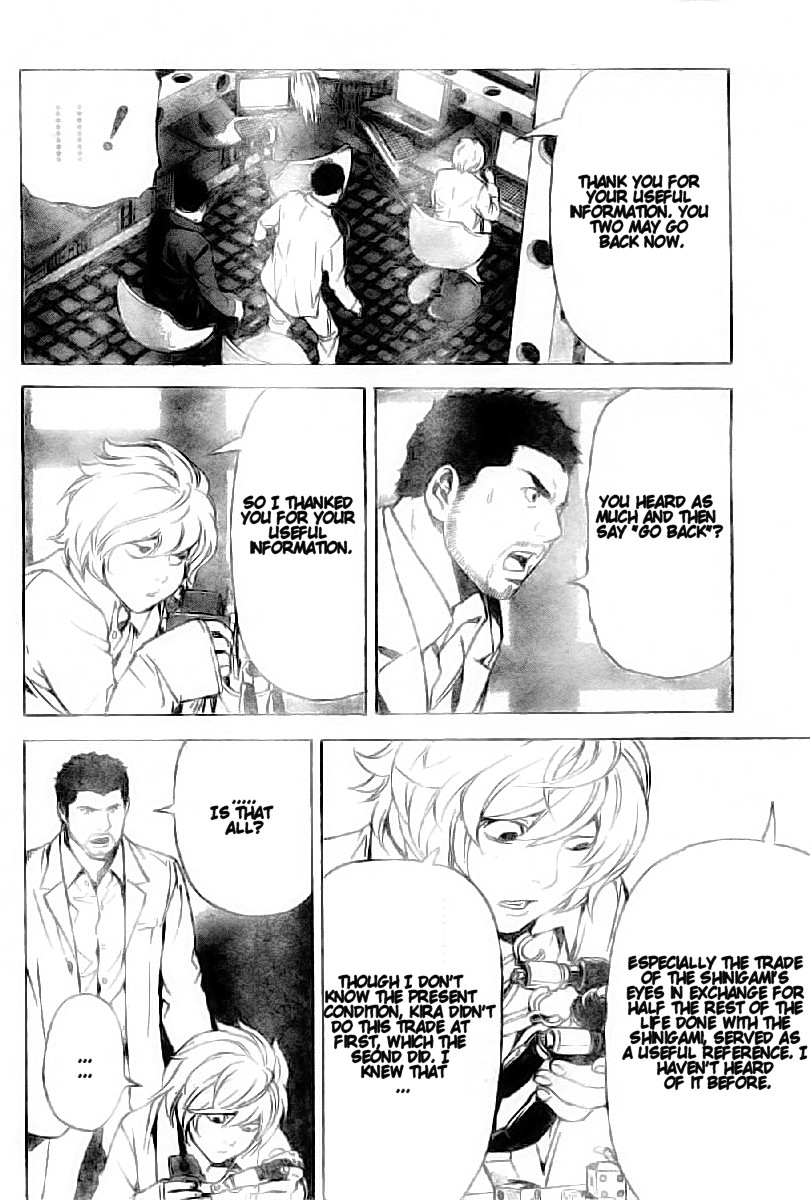 !
THANK YOU FOR
YOUR USEFUL
NFORMATION. YOU
TWO MAY GO
BACK NOW.
YOU HEARD AS
MUCH AND THEN
SAY "GO BACK"?
SO I THANKED
YOU FOR YOUR
USEFUL
NFORMATION.
ESPECIALLY THE TRADE
OF THE SHINIGAMI'S
EYES IN EXCHANGE FOR
HALF THE REST OF THE
LIFE DONE WITH THE
SHINIGAMI, SERVED AS
A USEFUL REFERENCE. I
HAVEN'T HEARD
OF IT BEFORE.
THOUGH I DON'T
KNOW THE PRESENT
CONDITION, KIRA DIDN'T
DO THIS TRADE AT
FIRST, WHICH THE
SEOND DID. I
KNEW THAT
...
.....
IS THAT
ALL?
...
...